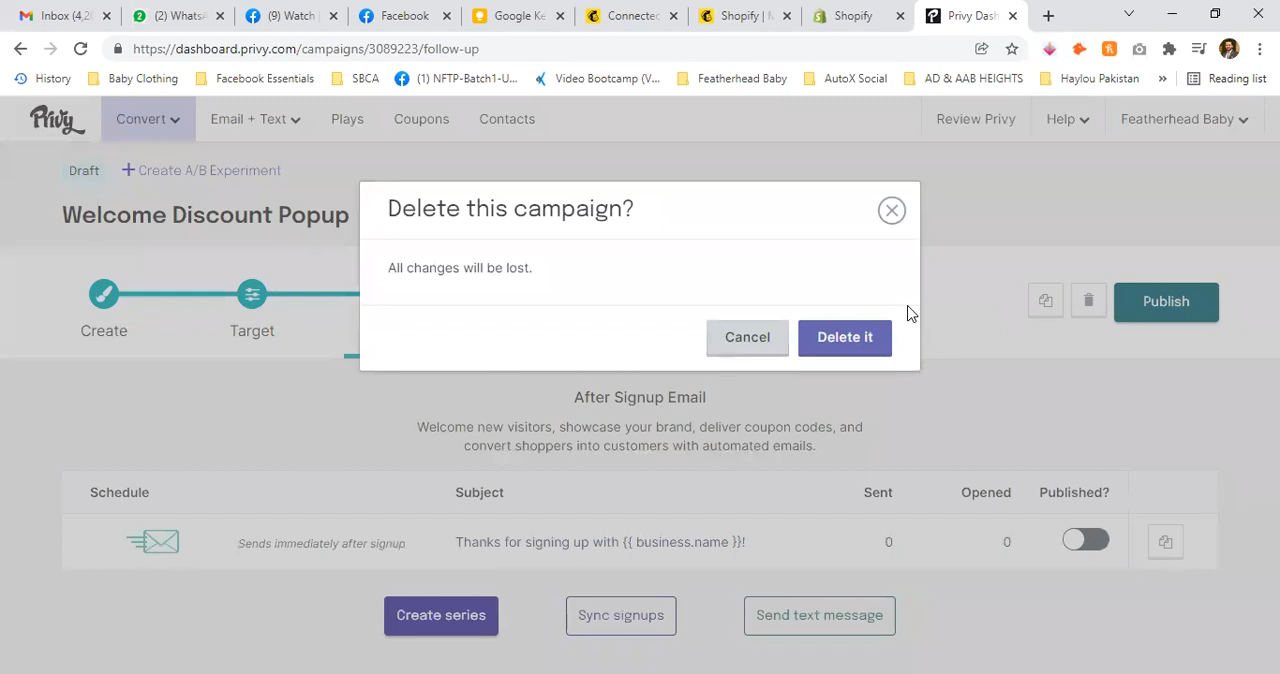 Inbox (4,2
(2) Whats
(9) Watch |
Facebook
Google Ke
Connected
Shopify | M
Shopify
Privy Dash
https://dashboard.privy.com/campaigns/3089223/follow-up
History
Baby Clothing
Facebook Essentials
SBCA
(1) NFTP-Batch1-U...
Video Bootcamp (V...
Featherhead Baby
AutoX Social
AD & AAB HEIGHTS
Haylou Pakistan
»
Reading list
Privy
Convert
Email + Text
Plays
Coupons
Contacts
Review Privy
Help
Featherhead Baby
Draft
+ Create A/B Experiment
Welcome Discount Popup
Delete this campaign?
All changes will be lost.
Cancel
Delete it
Create
Target
Publish
After Signup Email
Welcome new visitors, showcase your brand, deliver coupon codes, and
convert shoppers into customers with automated emails.
Schedule Subject Sent Opened Published?
Sends immediately after signup Thanks for signing up with {{ business.name }}! 0 0
Create series
Sync signups
Send text message